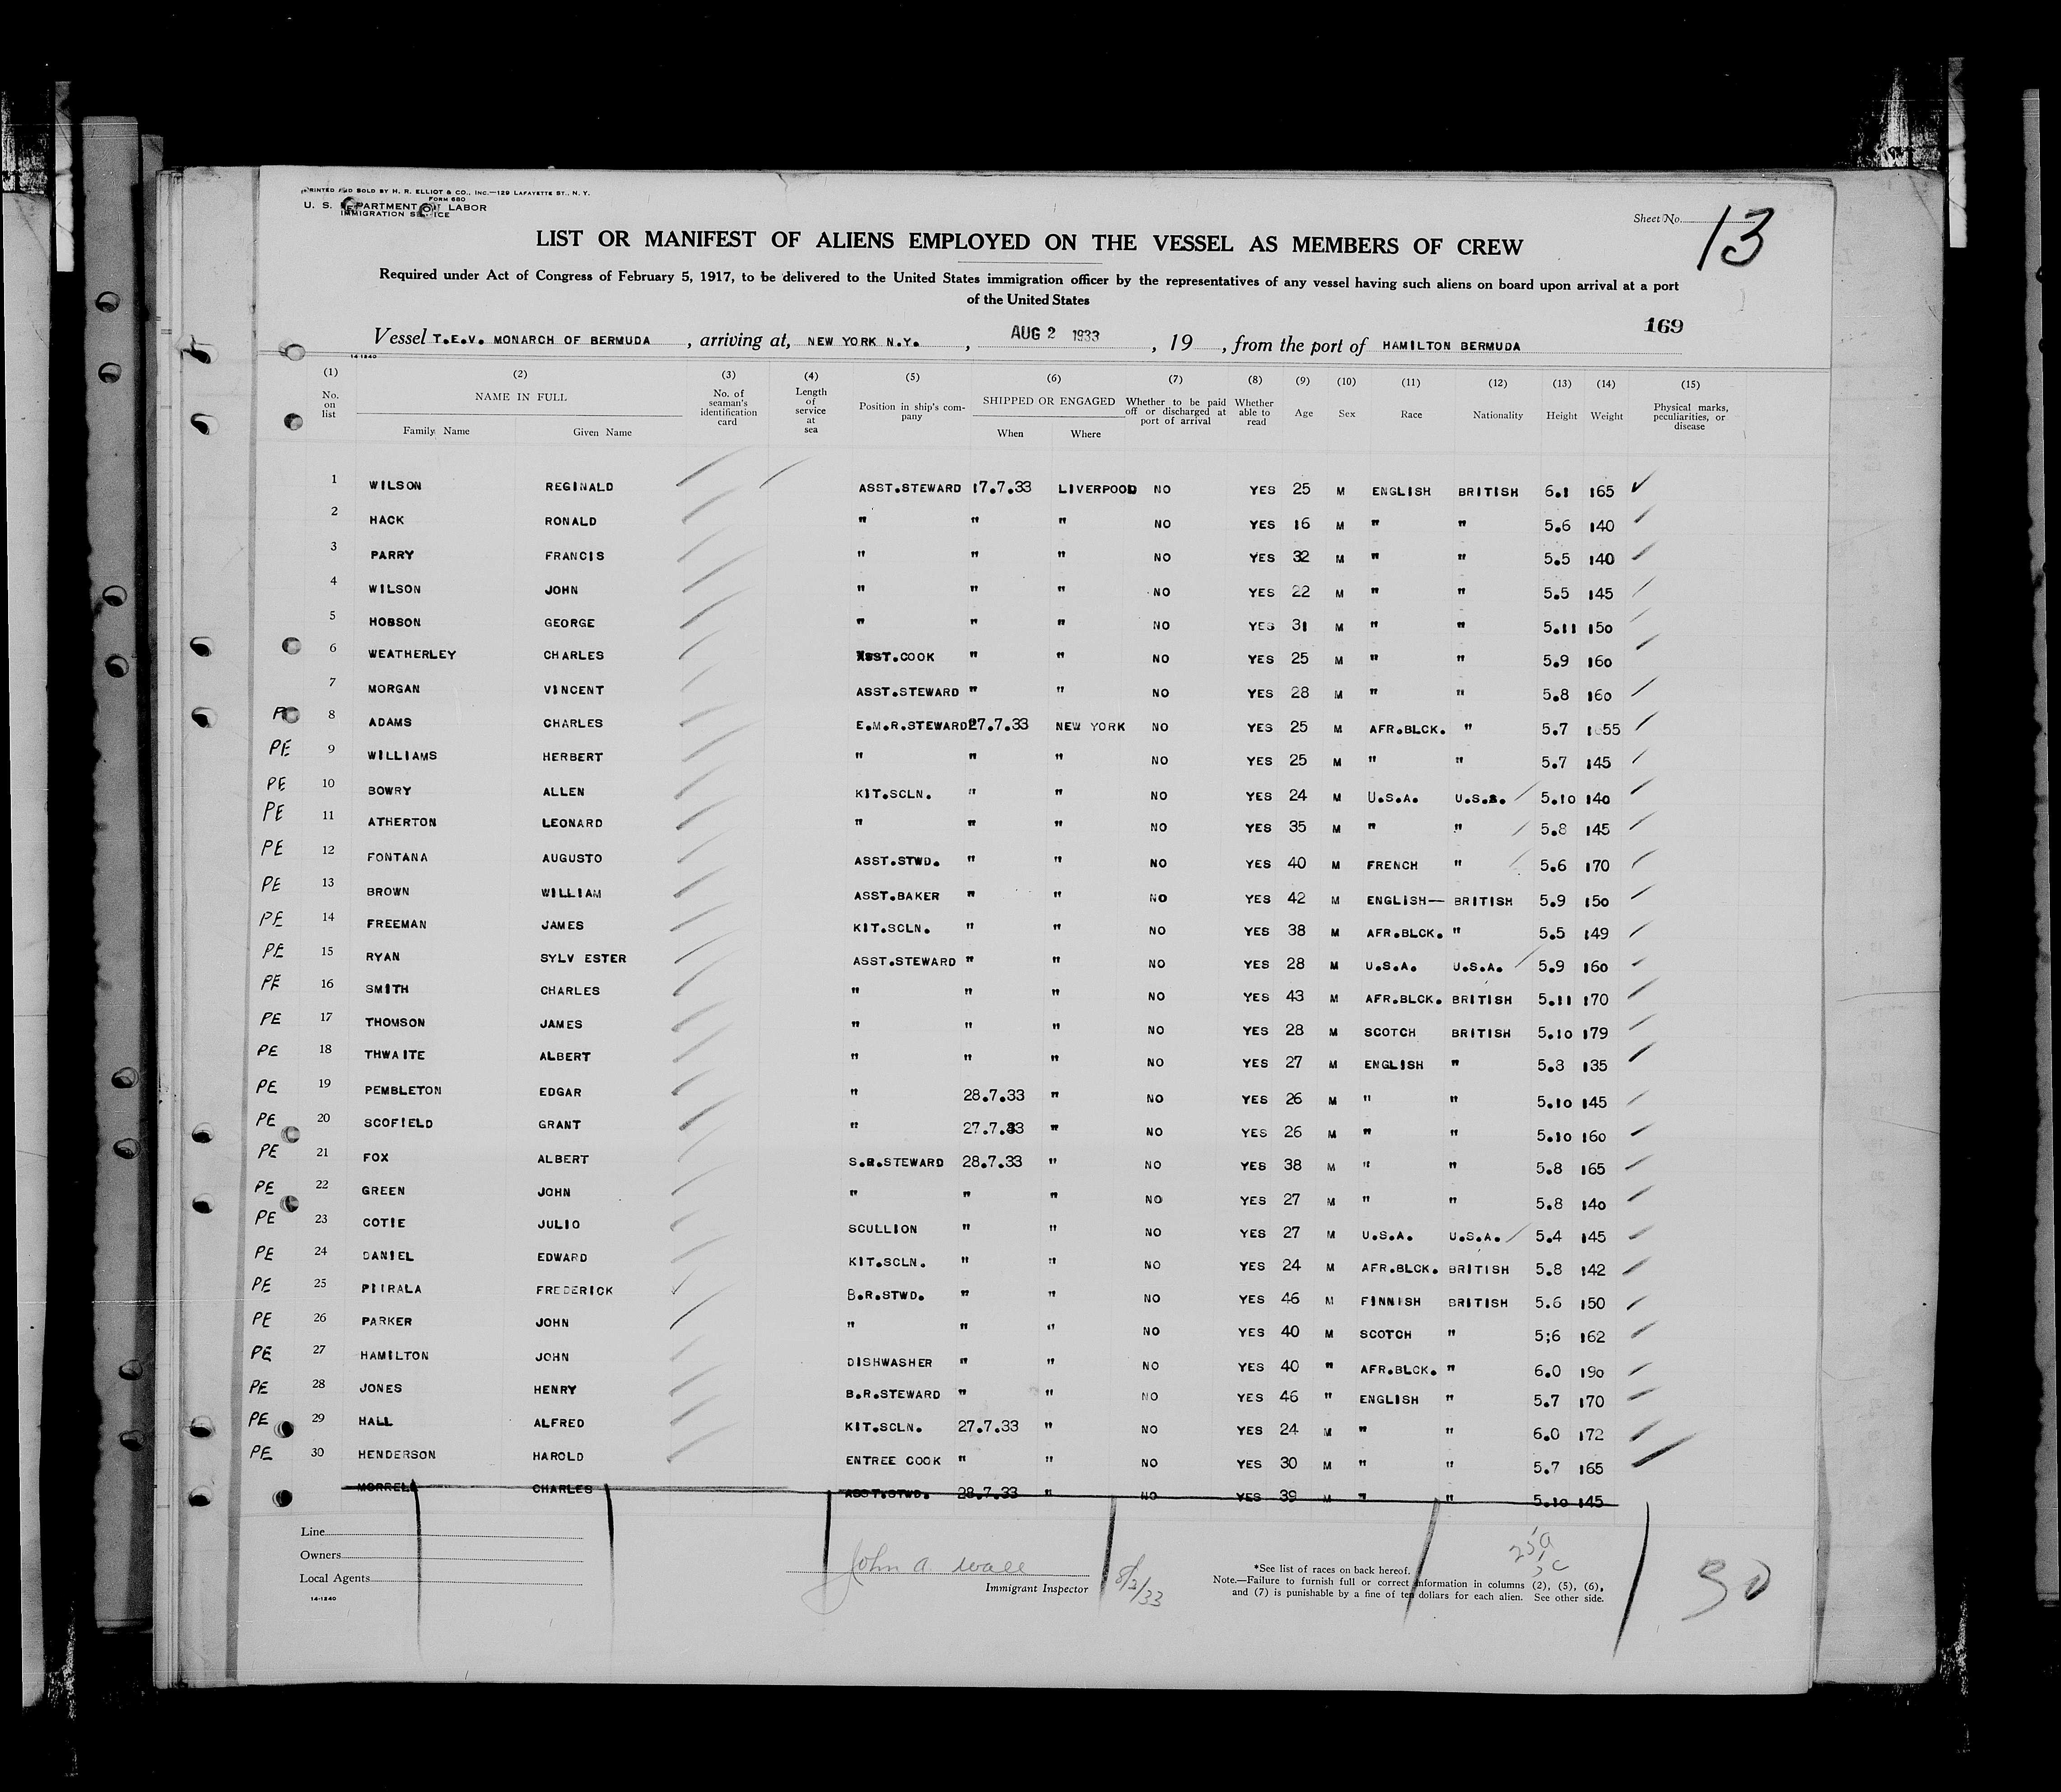 PRINTED AND SOLD BY H. R. ELLIOT & CO., INC.—129 LAFAYETTE ST., N. Y.
FORM 680
U. S. DEPARTMENT OF LABOR
IMMIGRATION SERVICE
Sheet No. 13
LIST OR MANIFEST OF ALIENS EMPLOYED ON THE VESSEL AS MEMBERS OF CREW
Required under Act of Congress of February 5, 1917, to be delivered to the United States immigration officer by the representatives of any vessel having such aliens on board upon arrival at a port
of the United States
169
Vessel T.E.V. MONARCH OF BERMUDA, arriving at, NEW YORK N.Y., AUG 2 1933, 19 , from the port of HAMILTON BERMUDA
14-1240
(1) (2) (3) (4) (5) (6) (7) (8) (9) (10) (11) (12) (13) (14) (15)
No. on list NAME IN FULL Family Name Given Name No. of seaman's identification card Length of service at sea Position in ship's company SHIPPED OR ENGAGED When Where Whether to be paid off or discharged at port of arrival Whether able to read Age Sex Race Nationality Height Weight Physical marks, peculiarities, or disease
1 WILSON REGINALD ASST.STEWARD 17.7.33 LIVERPOOL NO YES 25 M ENGLISH BRITISH 6.1 165
2 HACK RONALD " " " NO YES 16 M " " 5.6 140
3 PARRY FRANCIS " " " NO YES 32 M " " 5.5 140
4 WILSON JOHN " " " NO YES 22 M " " 5.5 145
5 HOBSON GEORGE " " " NO YES 31 M " " 5.11 150
6 WEATHERLEY CHARLES ASST.COOK " " NO YES 25 M " " 5.9 160
7 MORGAN VINCENT ASST.STEWARD " " NO YES 28 M " " 5.8 160
8 ADAMS CHARLES E.M.R.STEWARD 27.7.33 NEW YORK NO YES 25 M AFR.BLCK. " 5.7 155
PE 9 WILLIAMS HERBERT " " " NO YES 25 M " " 5.7 145
PE 10 BOWRY ALLEN KIT.SCLN. " " NO YES 24 M U.S.A. U.S.A. 5.10 140
PE 11 ATHERTON LEONARD " " " NO YES 35 M " " 5.8 145
PE 12 FONTANA AUGUSTO ASST.STWD. " " NO YES 40 M FRENCH " 5.6 170
PE 13 BROWN WILLIAM ASST.BAKER " " NO YES 42 M ENGLISH— BRITISH 5.9 150
PE 14 FREEMAN JAMES KIT.SCLN. " " NO YES 38 M AFR.BLCK. " 5.5 149
PE 15 RYAN SYLV ESTER ASST.STEWARD " " NO YES 28 M U.S.A. U.S.A. 5.9 160
PE 16 SMITH CHARLES " " " NO YES 43 M AFR.BLCK. BRITISH 5.11 170
PE 17 THOMSON JAMES " " " NO YES 28 M SCOTCH BRITISH 5.10 179
PE 18 THWAITE ALBERT " " " NO YES 27 M ENGLISH " 5.8 135
PE 19 PEMBLETON EDGAR " 28.7.33 " NO YES 26 M " " 5.10 145
PE 20 SCOFIELD GRANT " 27.7.33 " NO YES 26 M " " 5.10 160
PE 21 FOX ALBERT S.R.STEWARD 28.7.33 " NO YES 38 M " " 5.8 165
PE 22 GREEN JOHN " " " NO YES 27 M " " 5.8 140
PE 23 COTIE JULIO SCULLION " " NO YES 27 M U.S.A. U.S.A. 5.4 145
PE 24 DANIEL EDWARD KIT.SCLN. " " NO YES 24 M AFR.BLCK. BRITISH 5.8 142
PE 25 PIIRALA FREDERICK B.R.STWD. " " NO YES 46 M FINNISH BRITISH 5.6 150
PE 26 PARKER JOHN " " " NO YES 40 M SCOTCH " 5;6 162
PE 27 HAMILTON JOHN DISHWASHER " " NO YES 40 " AFR.BLCK. " 6.0 190
PE 28 JONES HENRY B.R.STEWARD " " NO YES 46 " ENGLISH " 5.7 170
PE 29 HALL ALFRED KIT.SCLN. 27.7.33 " NO YES 24 M " " 6.0 172
PE 30 HENDERSON HAROLD ENTREE COOK " " NO YES 30 M " " 5.7 165
MORRELL CHARLES ASST.STWD. 28.7.33 " NO YES 39 M " " 5.10 145
Line
Owners
Local Agents
14-1240
John A. Wall
Immigrant Inspector
8/2/33
*See list of races on back hereof.
Note.—Failure to furnish full or correct information in columns (2), (5), (6),
and (7) is punishable by a fine of ten dollars for each alien. See other side.
30